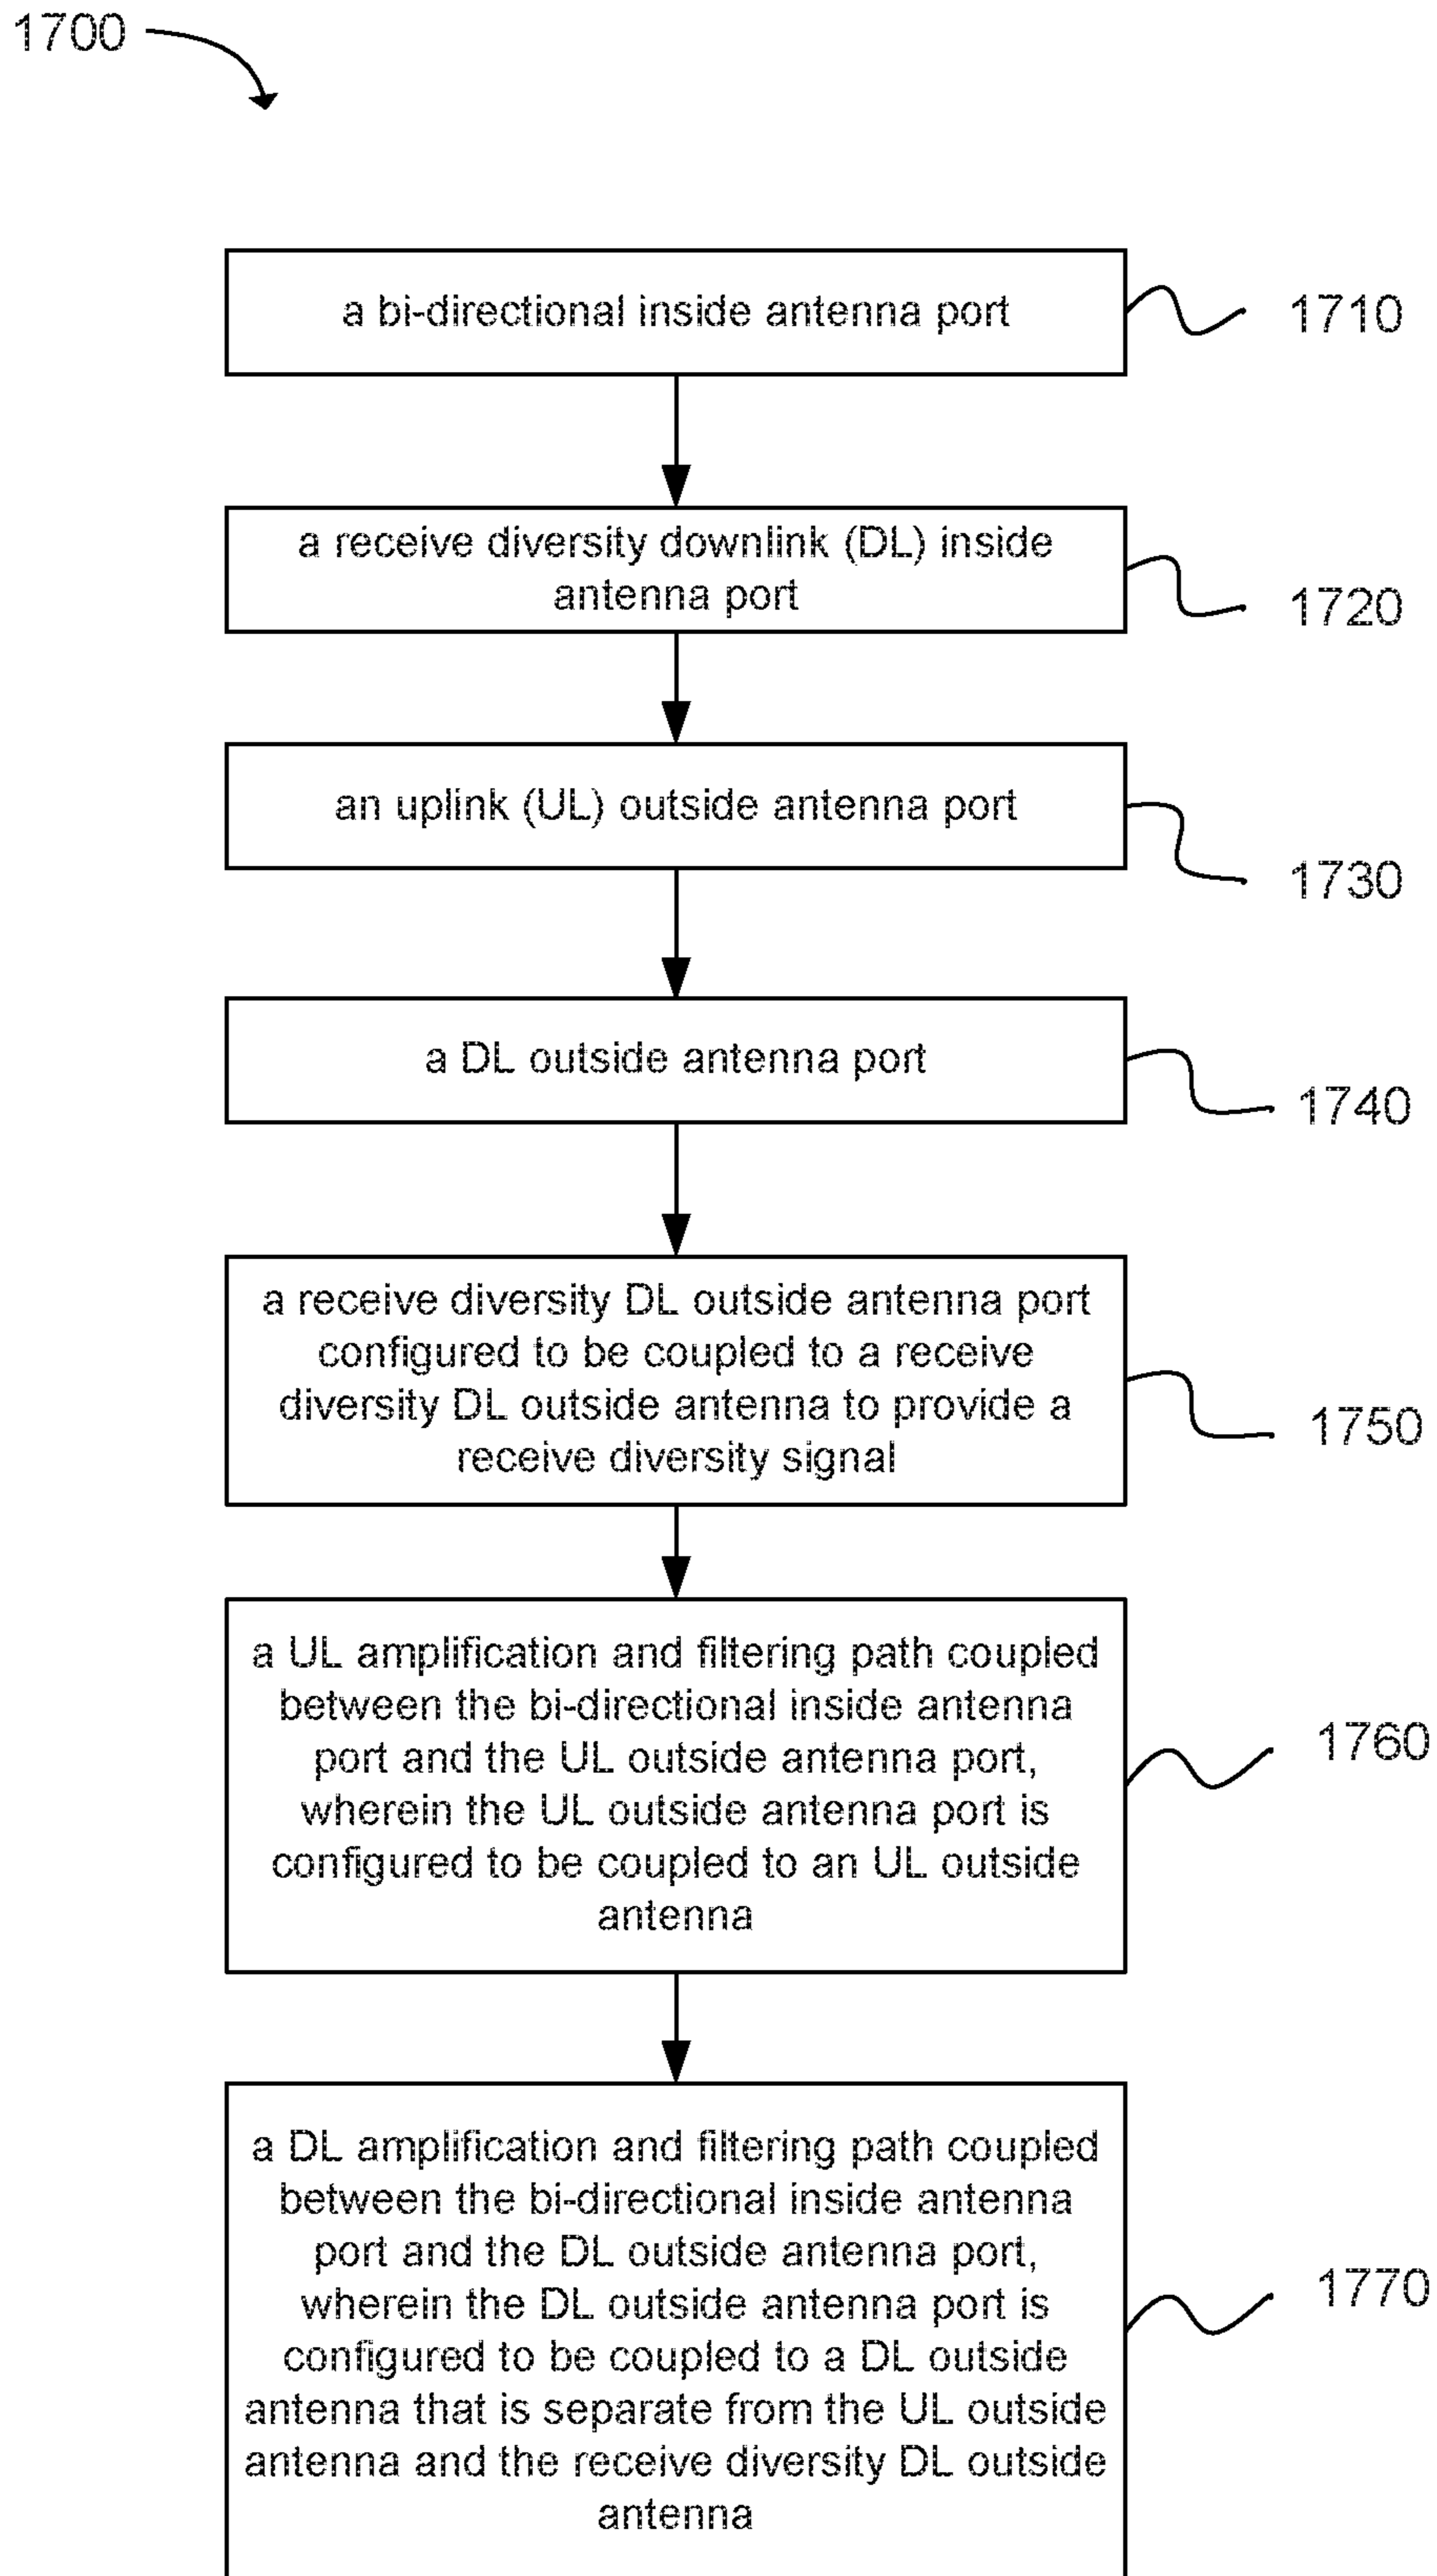 1700
a bi-directional inside antenna port
1710
a receive diversity downlink (DL) inside
antenna port
1720
an uplink (UL) outside antenna port
1730
a DL outside antenna port
1740
a receive diversity DL outside antenna port
configured to be coupled to a receive
diversity DL outside antenna to provide a
receive diversity signal
1750
a UL amplification and filtering path coupled
between the bi-directional inside antenna
port and the UL outside antenna port,
wherein the UL outside antenna port is
configured to be coupled to an UL outside
antenna
1760
a DL amplification and filtering path coupled
between the bi-directional inside antenna
port and the DL outside antenna port,
wherein the DL outside antenna port is
configured to be coupled to a DL outside
antenna that is separate from the UL outside
antenna and the receive diversity DL outside
antenna
1770